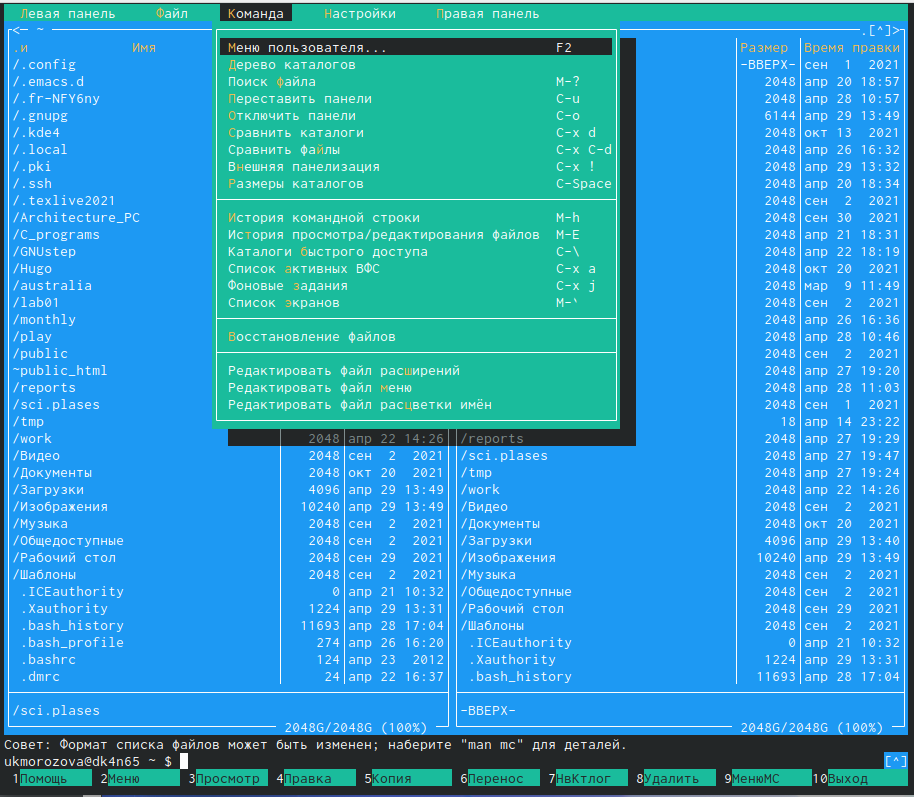 Левая панель Файл Команда Настройки Правая панель
<— ~ .[^]>
.и Имя Размер Время правки
Меню пользователя... F2
/.config Дерево каталогов -ВВЕРХ- сен 1 2021
/.emacs.d Поиск файла M-? 2048 апр 20 18:57
/.fr-NFY6ny Переставить панели C-u 2048 апр 28 10:57
/.gnupg Отключить панели C-o 6144 апр 29 13:49
/.kde4 Сравнить каталоги C-x d 2048 окт 13 2021
/.local Сравнить файлы C-x C-d 2048 апр 26 16:32
/.pki Внешняя панелизация C-x ! 2048 апр 29 13:32
/.ssh Размеры каталогов C-Space 2048 апр 20 18:34
/.texlive2021 2048 сен 2 2021
/Architecture_PC История командной строки M-h 2048 сен 30 2021
/C_programs История просмотра/редактирования файлов M-E 2048 апр 21 18:31
/GNUstep Каталоги быстрого доступа C-\ 2048 апр 22 18:19
/Hugo Список активных ВФС C-x a 2048 окт 20 2021
/australia Фоновые задания C-x j 2048 мар 9 11:49
/lab01 Список экранов M-` 2048 сен 2 2021
/monthly 2048 апр 26 16:36
/play Восстановление файлов 2048 апр 28 10:46
/public 2048 сен 2 2021
~public_html Редактировать файл расширений 2048 апр 27 19:20
/reports Редактировать файл меню 2048 апр 28 11:03
/sci.plases Редактировать файл расцветки имён 2048 сен 1 2021
/tmp 18 апр 14 23:22
/work 2048 апр 22 14:26 /reports 2048 апр 27 19:29
/Видео 2048 сен 2 2021 /sci.plases 2048 апр 27 19:47
/Документы 2048 окт 20 2021 /tmp 2048 апр 27 19:24
/Загрузки 4096 апр 29 13:49 /work 2048 апр 22 14:26
/Изображения 10240 апр 29 13:49 /Видео 2048 сен 2 2021
/Музыка 2048 сен 2 2021 /Документы 2048 окт 20 2021
/Общедоступные 2048 сен 2 2021 /Загрузки 4096 апр 29 13:40
/Рабочий стол 2048 сен 29 2021 /Изображения 10240 апр 29 13:49
/Шаблоны 2048 сен 2 2021 /Музыка 2048 сен 2 2021
.ICEauthority 0 апр 21 10:32 /Общедоступные 2048 сен 2 2021
.Xauthority 1224 апр 29 13:31 /Рабочий стол 2048 сен 29 2021
.bash_history 11693 апр 28 17:04 /Шаблоны 2048 сен 2 2021
.bash_profile 274 апр 26 16:20 .ICEauthority 0 апр 21 10:32
.bashrc 124 апр 23 2012 .Xauthority 1224 апр 29 13:31
.dmrc 24 апр 22 16:37 .bash_history 11693 апр 28 17:04
/sci.plases -ВВЕРХ-
2048G/2048G (100%) 2048G/2048G (100%)
Совет: Формат списка файлов может быть изменен; наберите "man mc" для деталей.
ukmorozova@dk4n65 ~ $ [^]
1Помощь 2Меню 3Просмотр 4Правка 5Копия 6Перенос 7НвКтлог 8Удалить 9МенюМС 10Выход